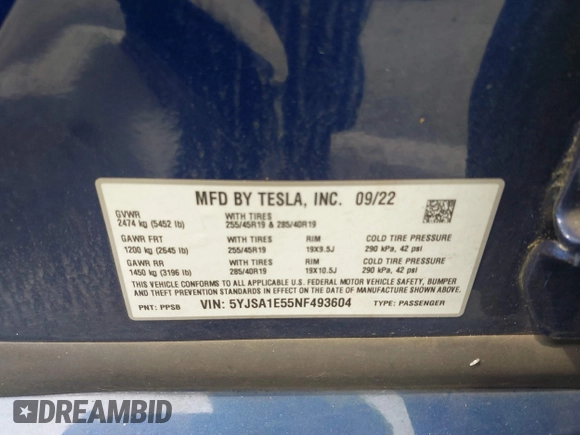 MFD BY TESLA, INC. 09/22
GVWR
2474 kg (5452 lb)
WITH TIRES
255/45R19 & 285/40R19
GAWR FRT
1200 kg (2645 lb)
WITH TIRES
255/45R19
RIM
19X9.5J
COLD TIRE PRESSURE
290 kPa, 42 psi
GAWR RR
1450 kg (3196 lb)
WITH TIRES
285/40R19
RIM
19X10.5J
COLD TIRE PRESSURE
290 kPa, 42 psi
THIS VEHICLE CONFORMS TO ALL APPLICABLE U.S. FEDERAL MOTOR VEHICLE SAFETY, BUMPER
AND THEFT PREVENTION STANDARDS IN EFFECT ON THE DATE OF MANUFACTURE SHOWN ABOVE.
PNT: PPSB
VIN: 5YJSA1E55NF493604
TYPE: PASSENGER
DREAMBID